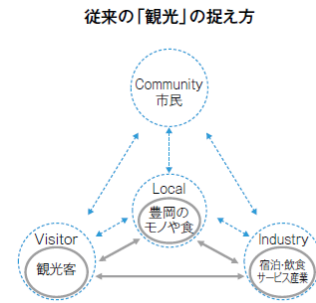 従来の「観光」の捉え方
Community
市民
Local
豊岡の
モノや食
Visitor
観光客
Industry
宿泊・飲食
サービス産業